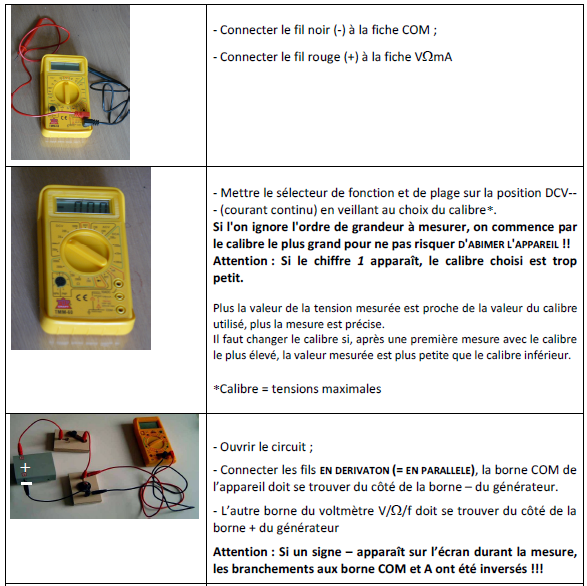 - Connecter le fil noir (-) à la fiche COM ;
- Connecter le fil rouge (+) à la fiche VΩmA
- Mettre le sélecteur de fonction et de plage sur la position DCV--
- (courant continu) en veillant au choix du calibre*.
Si l'on ignore l'ordre de grandeur à mesurer, on commence par
le calibre le plus grand pour ne pas risquer D'ABIMER L'APPAREIL !!
Attention : Si le chiffre 1 apparaît, le calibre choisi est trop
petit.
Plus la valeur de la tension mesurée est proche de la valeur du calibre
utilisé, plus la mesure est précise.
Il faut changer le calibre si, après une première mesure avec le calibre
le plus élevé, la valeur mesurée est plus petite que le calibre inférieur.
*Calibre = tensions maximales
+
–
- Ouvrir le circuit ;
- Connecter les fils EN DERIVATON (= EN PARALLELE), la borne COM de
l'appareil doit se trouver du côté de la borne – du générateur.
- L'autre borne du voltmètre V/Ω/f doit se trouver du côté de la
borne + du générateur
Attention : Si un signe – apparaît sur l'écran durant la mesure,
les branchements aux borne COM et A ont été inversés !!!